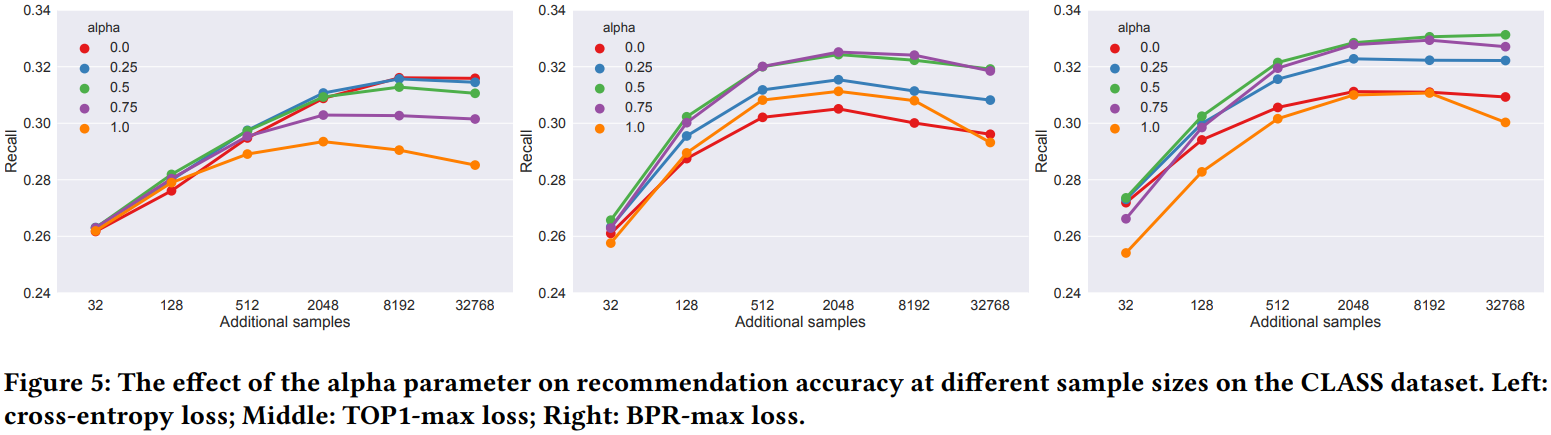 0.34
0.32
0.30
0.28
0.26
0.24
Recall
alpha
0.0
0.25
0.5
0.75
1.0
32 128 512 2048 8192 32768
Additional samples
0.34
0.32
0.30
0.28
0.26
0.24
Recall
alpha
0.0
0.25
0.5
0.75
1.0
32 128 512 2048 8192 32768
Additional samples
0.34
0.32
0.30
0.28
0.26
0.24
Recall
alpha
0.0
0.25
0.5
0.75
1.0
32 128 512 2048 8192 32768
Additional samples
Figure 5: The effect of the alpha parameter on recommendation accuracy at different sample sizes on the CLASS dataset. Left:
cross-entropy loss; Middle: TOP1-max loss; Right: BPR-max loss.